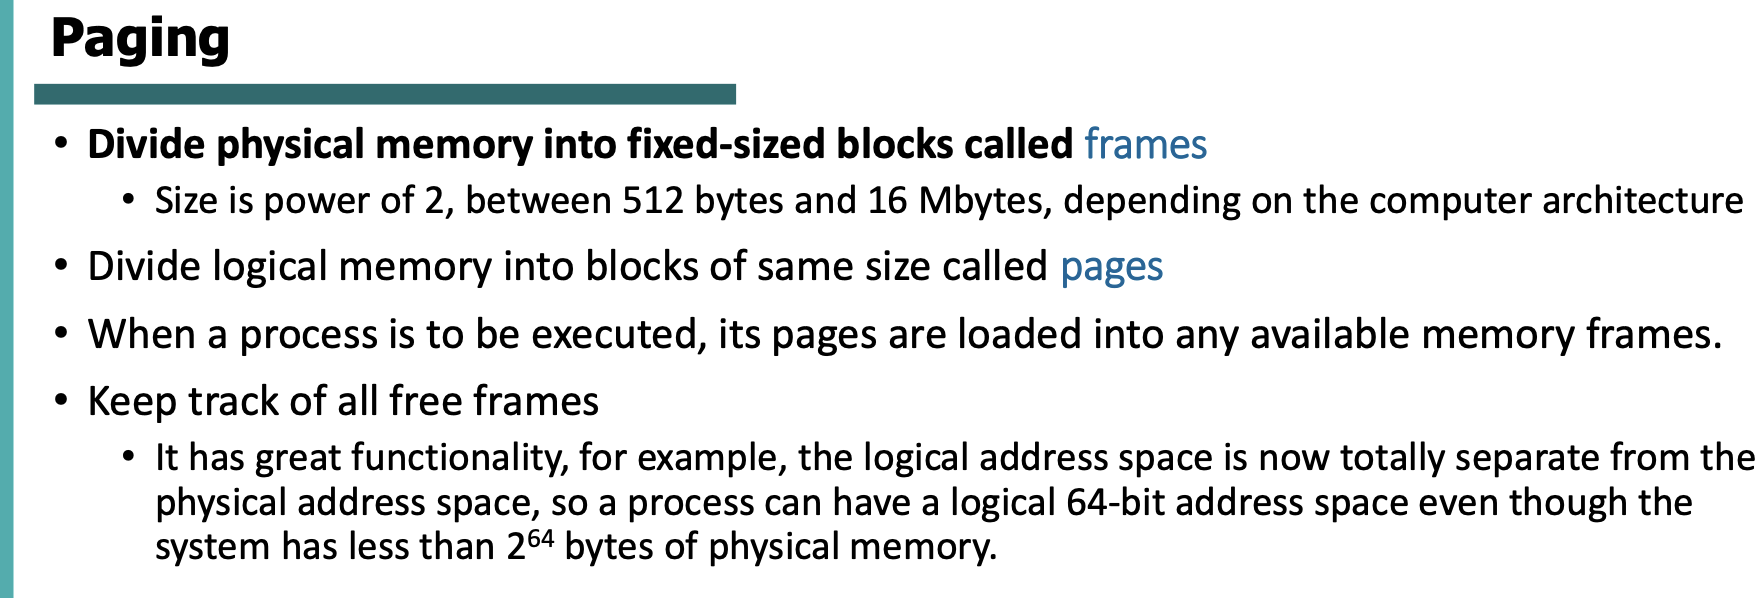 Paging
• Divide physical memory into fixed-sized blocks called frames
• Size is power of 2, between 512 bytes and 16 Mbytes, depending on the computer architecture
• Divide logical memory into blocks of same size called pages
• When a process is to be executed, its pages are loaded into any available memory frames.
• Keep track of all free frames
• It has great functionality, for example, the logical address space is now totally separate from the
physical address space, so a process can have a logical 64-bit address space even though the
system has less than 2⁶⁴ bytes of physical memory.